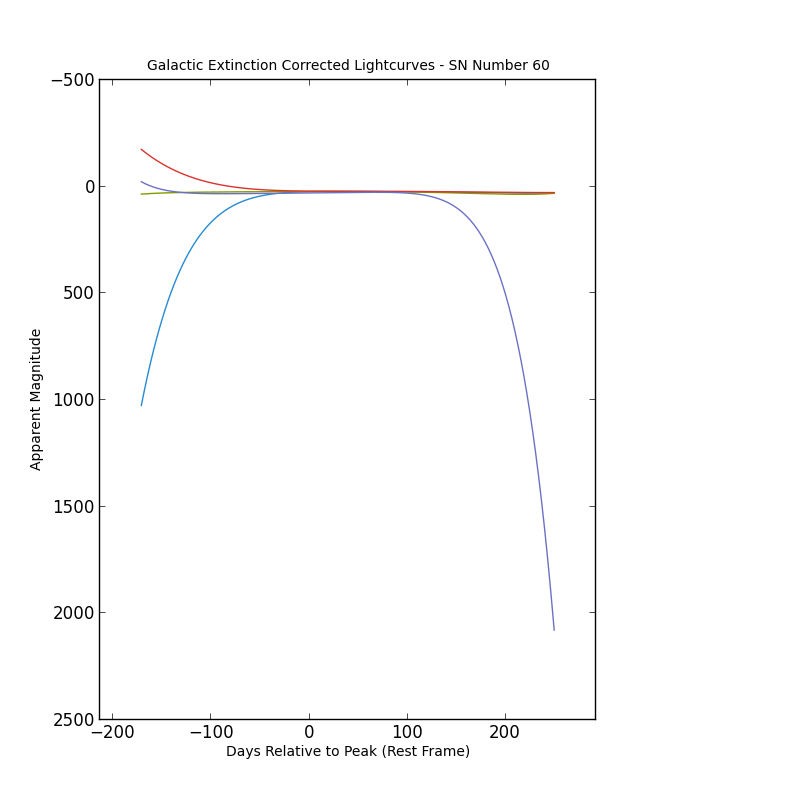 Galactic Extinction Corrected Lightcurves - SN Number 60
−500
0
500
1000
1500
2000
2500
Apparent Magnitude
−200 −100 0 100 200
Days Relative to Peak (Rest Frame)